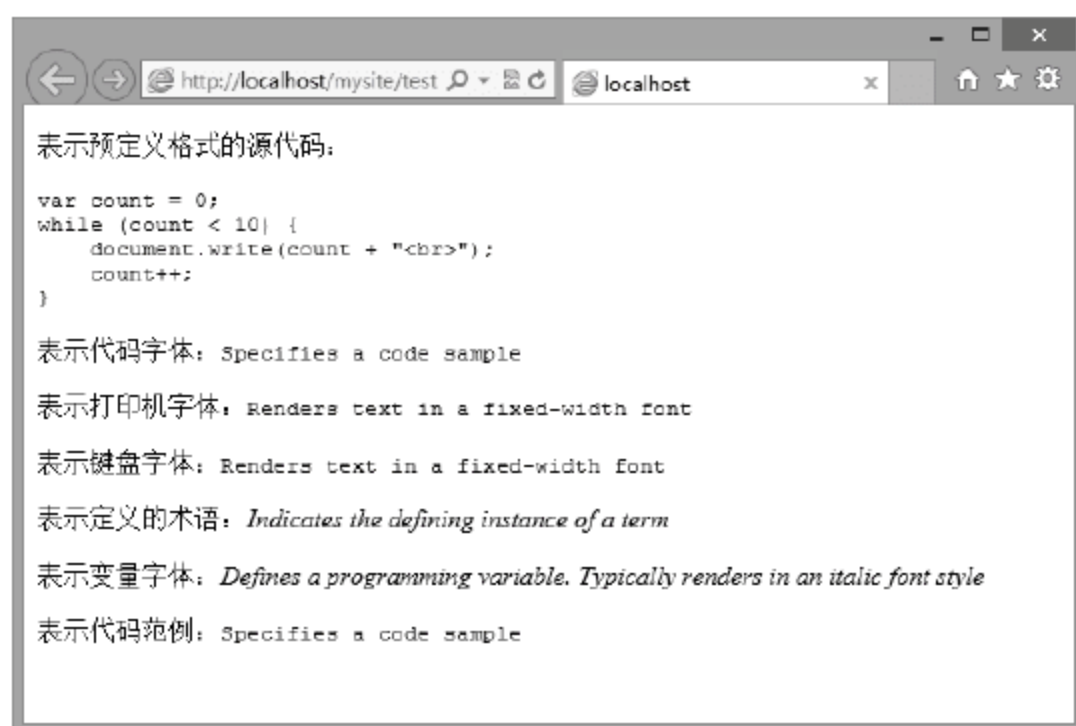 http://localhost/mysite/test
localhost
表示预定义格式的源代码：
var count = 0;
while (count < 10) {
    document.write(count + "<br>");
    count++;
}
表示代码字体：Specifies a code sample
表示打印机字体：Renders text in a fixed-width font
表示键盘字体：Renders text in a fixed-width font
表示定义的术语：Indicates the defining instance of a term
表示变量字体：Defines a programming variable. Typically renders in an italic font style
表示代码范例：Specifies a code sample